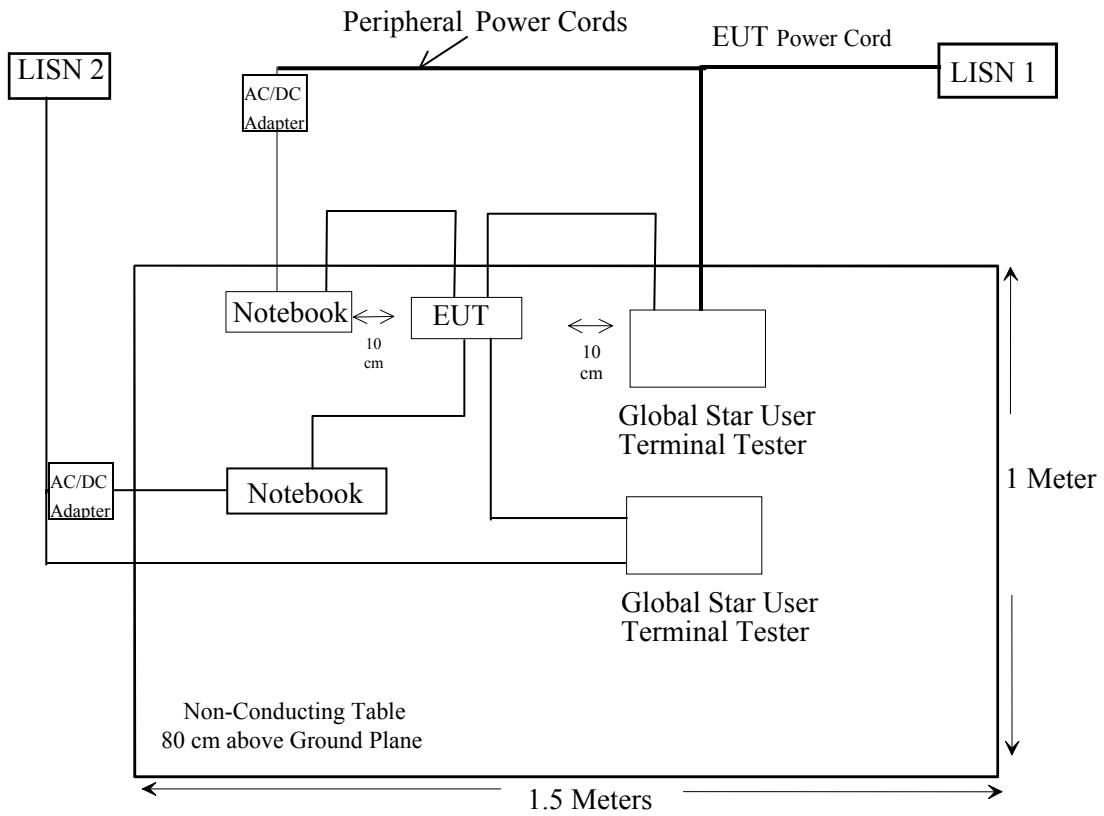 Peripheral Power Cords
EUT Power Cord
LISN 2
LISN 1
AC/DC
Adapter
Notebook
EUT
10
cm
10
cm
Global Star User
Terminal Tester
AC/DC
Adapter
Notebook
1 Meter
Global Star User
Terminal Tester
Non-Conducting Table
80 cm above Ground Plane
1.5 Meters